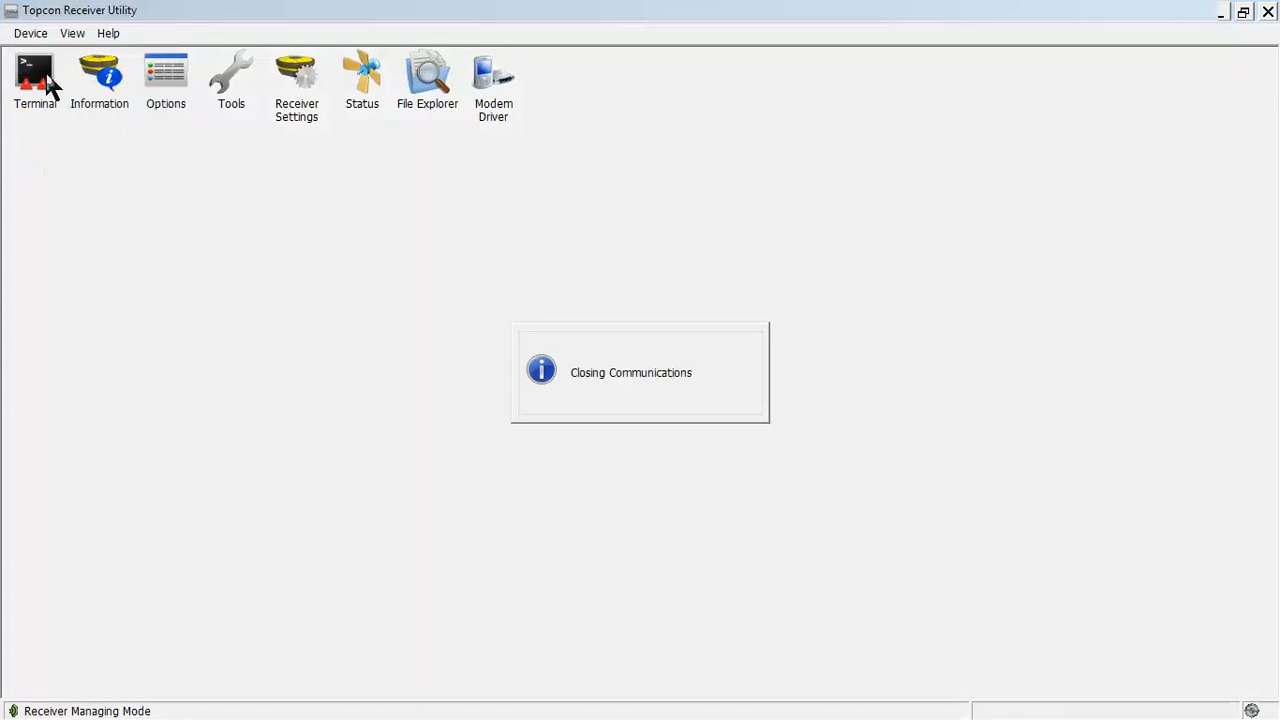 Topcon Receiver Utility
Device View Help
Terminal Information Options Tools Receiver Settings Status File Explorer Modem Driver
Closing Communications
Receiver Managing Mode